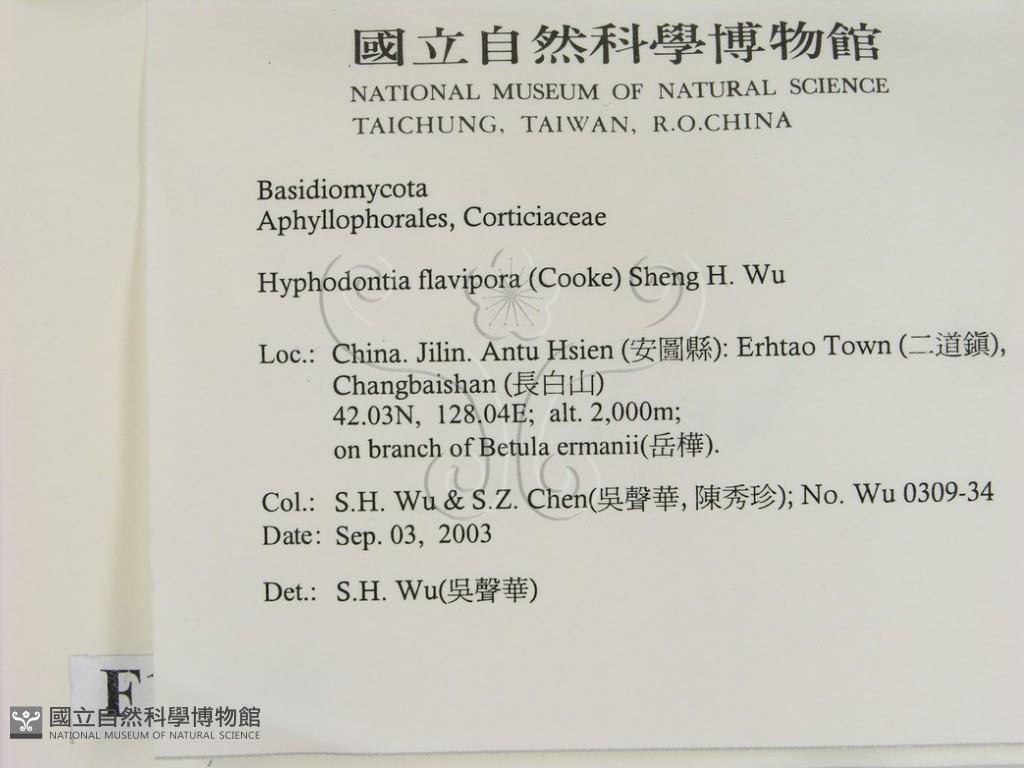 國立自然科學博物館
NATIONAL MUSEUM OF NATURAL SCIENCE
TAICHUNG, TAIWAN, R.O.CHINA
Basidiomycota
Aphyllophorales, Corticiaceae
Hyphodontia flavipora (Cooke) Sheng H. Wu
Loc.: China. Jilin. Antu Hsien (安圖縣): Erhtao Town (二道鎭),
Changbaishan (長白山)
42.03N, 128.04E; alt. 2,000m;
on branch of Betula ermanii(岳樺).
Col.: S.H. Wu & S.Z. Chen(吳聲華, 陳秀珍); No. Wu 0309-34
Date: Sep. 03, 2003
Det.: S.H. Wu(吳聲華)
F
國立自然科學博物館
NATIONAL MUSEUM OF NATURAL SCIENCE